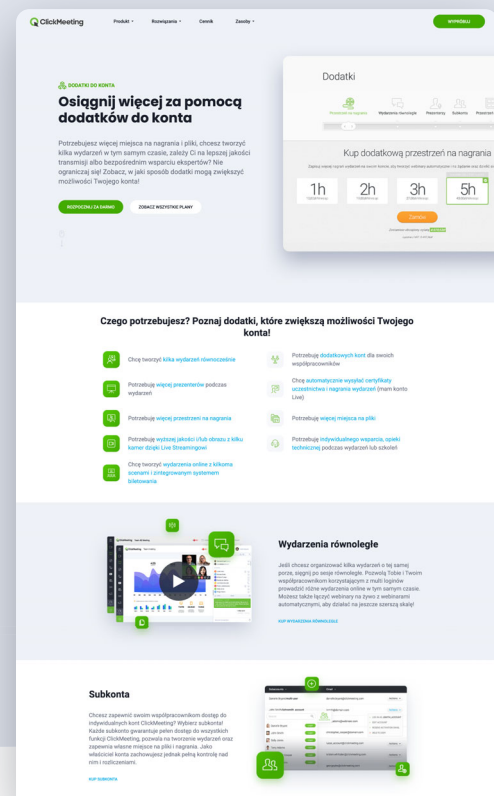 ClickMeeting
Produkt
Rozwiązania
Cennik
Zasoby
WYPRÓBUJ
DODATKI DO KONTA
Osiągnij więcej za pomocą
dodatków do konta
Potrzebujesz więcej miejsca na nagrania i pliki, chcesz tworzyć
kilka wydarzeń w tym samym czasie, zależy Ci na lepszej jakości
transmisji albo bezpośrednim wsparciu ekspertów? Nie
ograniczaj się! Zobacz, w jaki sposób dodatki mogą zwiększyć
możliwości Twojego konta!
ROZPOCZNIJ ZA DARMO
ZOBACZ WSZYSTKIE PLANY
Dodatki
Przestrzeń na nagrania
Wydarzenia równoległe
Prezenterzy
Subkonta
Kup dodatkową przestrzeń na nagrania
1h
2h
3h
5h
Zamów
Czego potrzebujesz? Poznaj dodatki, które zwiększą możliwości Twojego
konta!
Chcę tworzyć kilka wydarzeń równocześnie
Potrzebuję więcej prezenterów podczas
wydarzeń
Potrzebuję więcej przestrzeni na nagrania
Potrzebuję wyższej jakości i/lub obrazu z kilku
kamer dzięki Live Streamingowi
Chcę tworzyć wydarzenia online z kilkoma
scenami i zintegrowanym systemem
biletowania
Potrzebuję dodatkowych kont dla swoich
współpracowników
Chcę automatycznie wysyłać certyfikaty
uczestnictwa i nagrania wydarzeń (mam konto
Live)
Potrzebuję więcej miejsca na pliki
Potrzebuję indywidualnego wsparcia, opieki
technicznej podczas wydarzeń lub szkoleń
Wydarzenia równoległe
Jeśli chcesz organizować kilka wydarzeń o tej samej
porze, sięgnij po sesje równoległe. Pozwolą Tobie i Twoim
współpracownikom korzystającym z multi loginów
prowadzić różne wydarzenia online w tym samym czasie.
Możesz także łączyć webinary na żywo z webinarami
automatycznymi, aby działać na jeszcze szerszą skalę!
KUP WYDARZENIA RÓWNOLEGŁE
Subkonta
Chcesz zapewnić swoim współpracownikom dostęp do
indywidualnych kont ClickMeeting? Wybierz subkonta!
Każde subkonto gwarantuje pełen dostęp do wszystkich
funkcji ClickMeeting, pozwala na tworzenie wydarzeń oraz
zapewnia własne miejsce na pliki i nagrania. Jako
właściciel konta zachowujesz jednak pełną kontrolę nad
nim i rozliczeniami.
KUP SUBKONTA